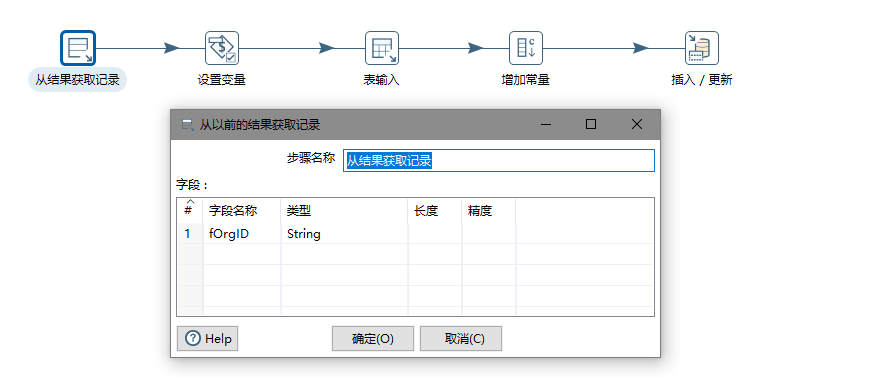 从结果获取记录 设置变量 表输入 增加常量 插入 / 更新
从以前的结果获取记录
步骤名称 从结果获取记录
字段：
# 字段名称 类型 长度 精度
1 fOrgID String
Help 确定(O) 取消(C)